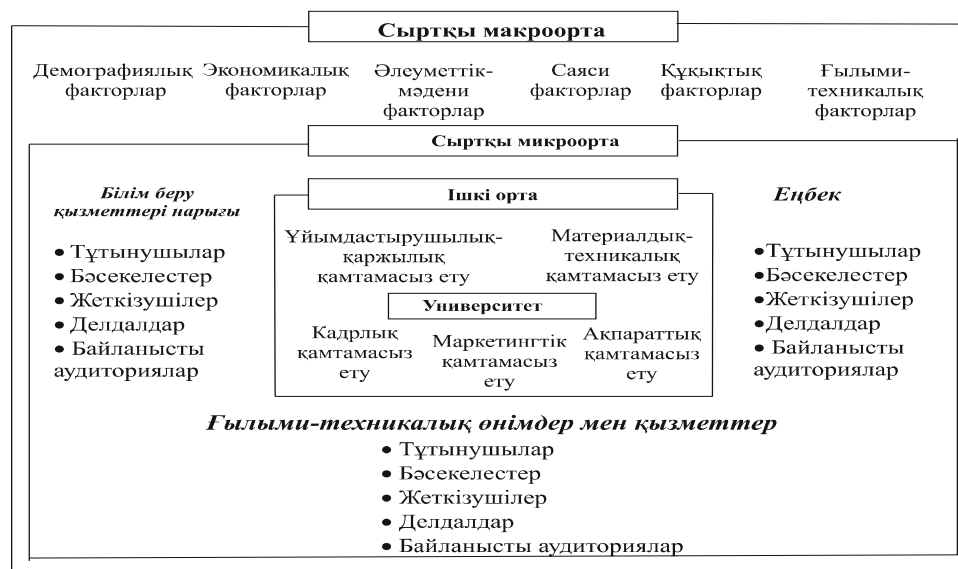 Сыртқы макроорта
Демографиялық
факторлар
Экономикалық
факторлар
Әлеуметтік-
мәдени
факторлар
Саяси
факторлар
Құқықтық
факторлар
Ғылыми-
техникалық
факторлар
Сыртқы микроорта
Білім беру
қызметтері нарығы
• Тұтынушылар
• Бәсекелестер
• Жеткізушілер
• Делдалдар
• Байланысты
аудиториялар
Ішкі орта
Ұйымдастырушылық-
қаржылық
қамтамасыз ету
Материалдық-
техникалық
қамтамасыз ету
Университет
Кадрлық
қамтамасыз
ету
Маркетингтік
қамтамасыз
ету
Ақпараттық
қамтамасыз
ету
Еңбек
•Тұтынушылар
•Бәсекелестер
•Жеткізушілер
•Делдалдар
• Байланысты
аудиториялар
Ғылыми-техникалық өнімдер мен қызметтер
• Тұтынушылар
• Бәсекелестер
• Жеткізушілер
• Делдалдар
• Байланысты аудиториялар